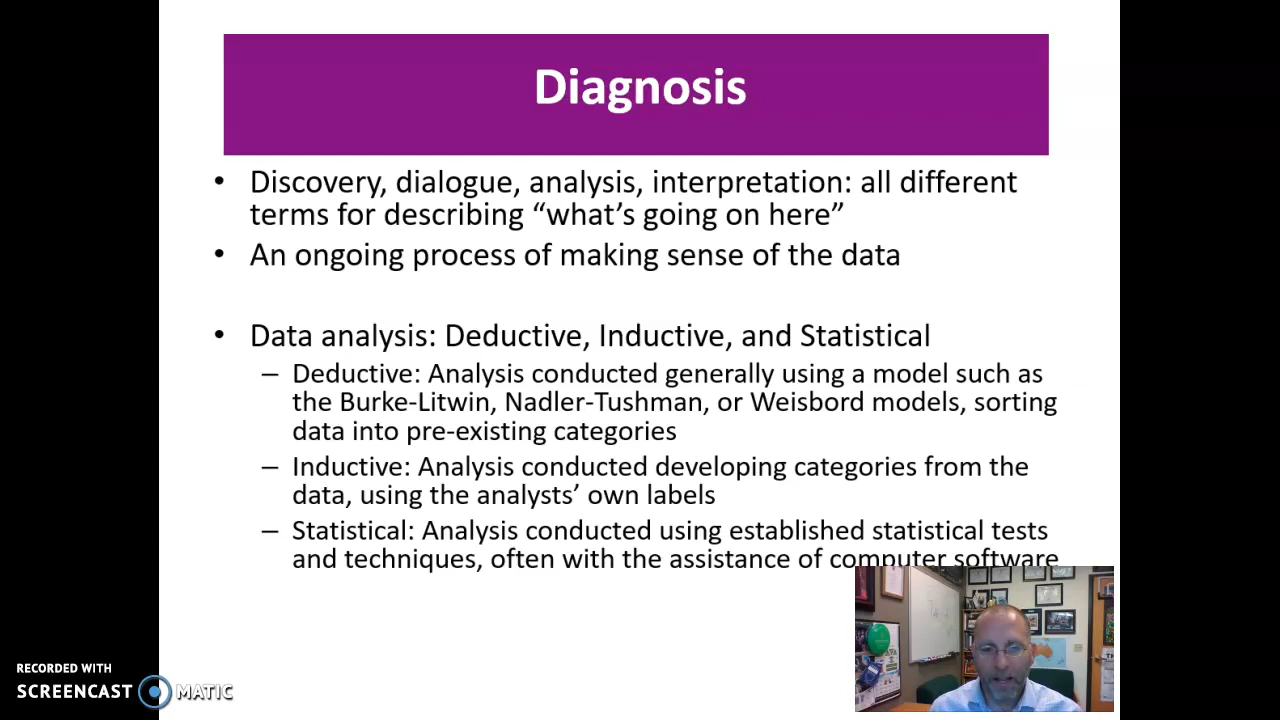 Diagnosis
• Discovery, dialogue, analysis, interpretation: all different
terms for describing “what’s going on here”
• An ongoing process of making sense of the data
• Data analysis: Deductive, Inductive, and Statistical
– Deductive: Analysis conducted generally using a model such as
the Burke-Litwin, Nadler-Tushman, or Weisbord models, sorting
data into pre-existing categories
– Inductive: Analysis conducted developing categories from the
data, using the analysts’ own labels
– Statistical: Analysis conducted using established statistical tests
and techniques, often with the assistance of computer software
RECORDED WITH
SCREENCAST MATIC